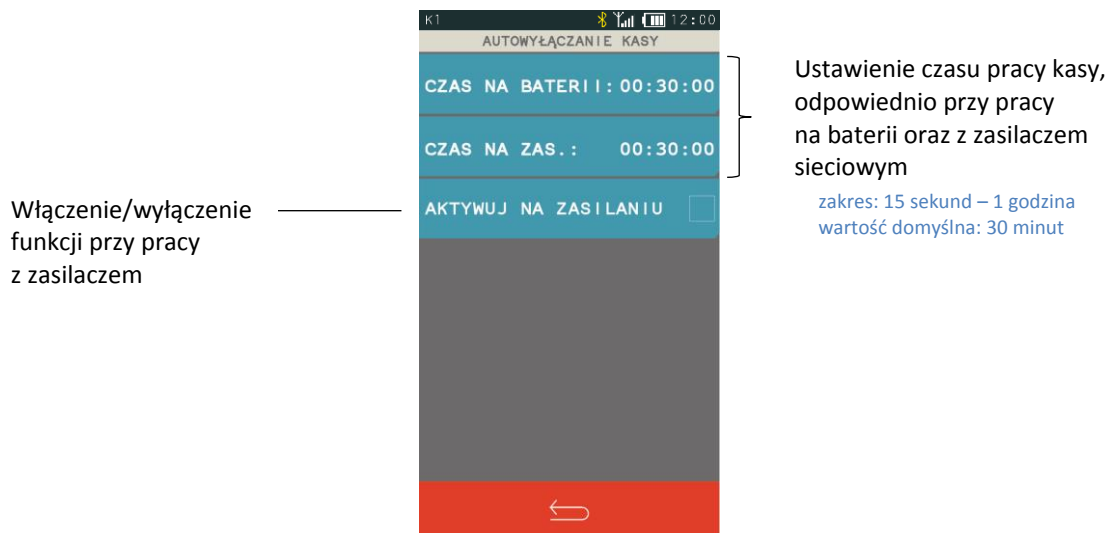 K1 12:00
AUTOWYŁĄCZANIE KASY
CZAS NA BATERII: 00:30:00
CZAS NA ZAS.: 00:30:00
AKTYWUJ NA ZASILANIU
Ustawienie czasu pracy kasy,
odpowiednio przy pracy
na baterii oraz z zasilaczem
sieciowym
zakres: 15 sekund – 1 godzina
wartość domyślna: 30 minut
Włączenie/wyłączenie
funkcji przy pracy
z zasilaczem